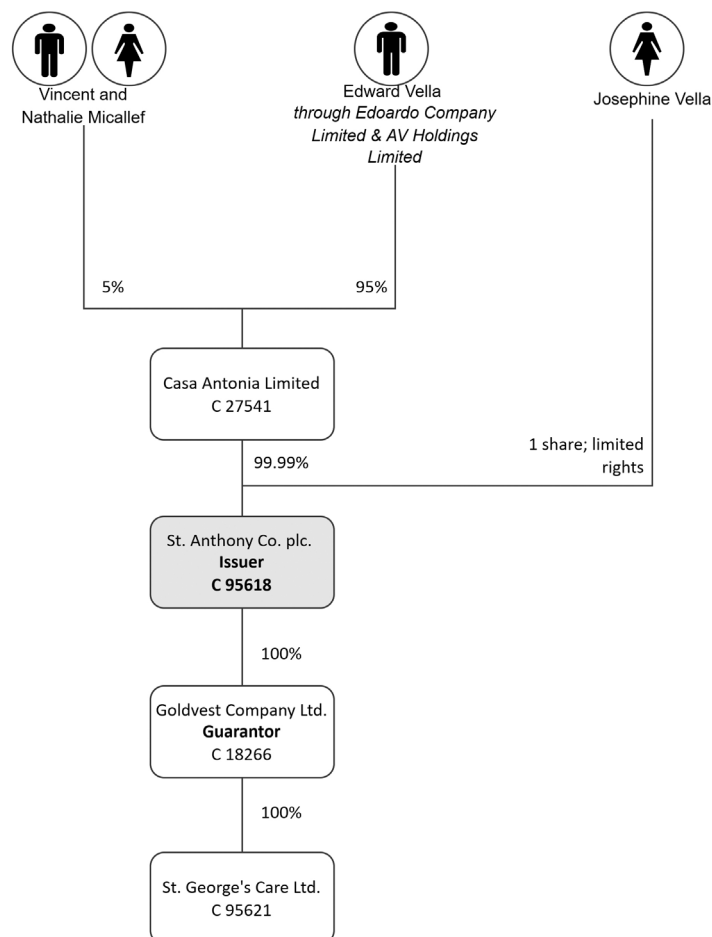 Vincent and
Nathalie Micallef
Edward Vella
through Edoardo Company
Limited & AV Holdings
Limited
Josephine Vella
5%
95%
Casa Antonia Limited
C 27541
99.99%
1 share; limited
rights
St. Anthony Co. plc.
Issuer
C 95618
100%
Goldvest Company Ltd.
Guarantor
C 18266
100%
St. George's Care Ltd.
C 95621